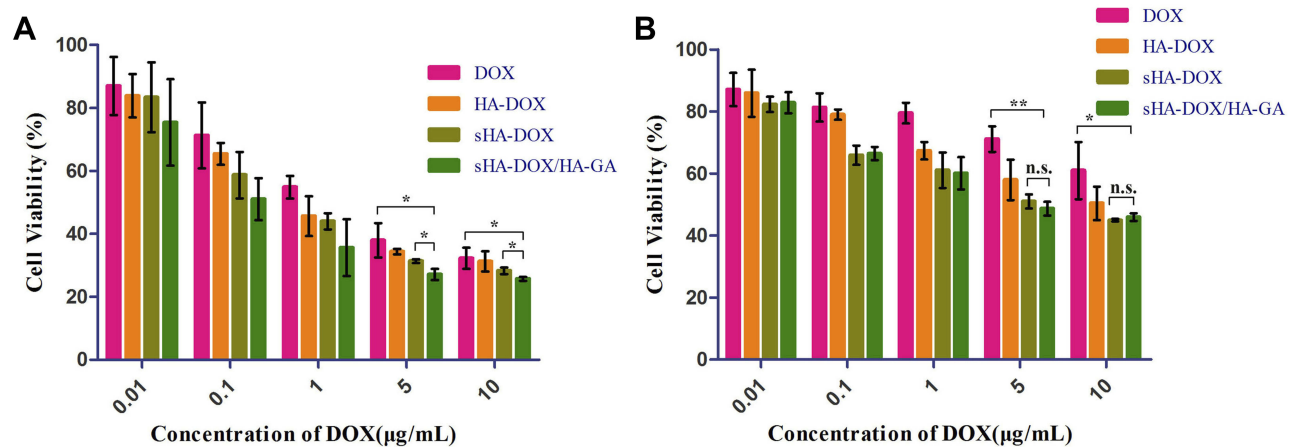 A
Cell Viability (%)
100
80
60
40
20
0
DOX
HA-DOX
sHA-DOX
sHA-DOX/HA-GA
*
*
*
*
0.01
0.1
1
5
10
Concentration of DOX(μg/mL)
B
Cell Viability (%)
100
80
60
40
20
0
DOX
HA-DOX
sHA-DOX
sHA-DOX/HA-GA
**
n.s.
*
n.s.
0.01
0.1
1
5
10
Concentration of DOX(μg/mL)